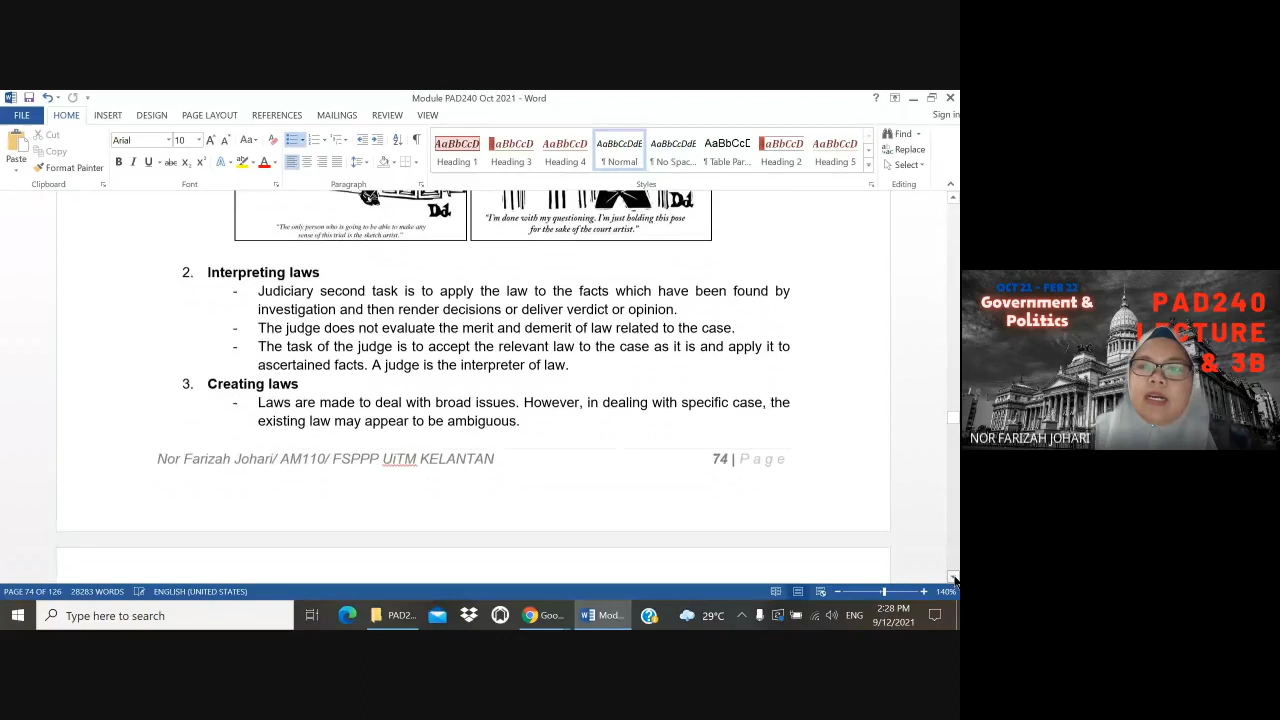 Module PAD240 Oct 2021 - Word
?
FILE HOME INSERT DESIGN PAGE LAYOUT REFERENCES MAILINGS REVIEW VIEW Sign in
Cut
Copy
Format Painter
Paste
Arial 10
Aa
B I U abc X₂ X²
A A
AaBbCcD AaBbCcD AaBbCcD AaBbCcDdE AaBbCcDdE AaBbCc AaBbCcD AaBbCcD
Heading 1 Heading 3 Heading 4 ¶ Normal ¶ No Spac... ¶ Table Par... Heading 2 Heading 5
Find
Replace
Select
Clipboard Font Paragraph Styles Editing
Dd.
"The only person who is going to be able to make any
sense of this trial is the sketch artist."
Dd.
"I'm done with my questioning. I'm just holding this pose
for the sake of the court artist."
2. Interpreting laws
- Judiciary second task is to apply the law to the facts which have been found by
investigation and then render decisions or deliver verdict or opinion.
- The judge does not evaluate the merit and demerit of law related to the case.
- The task of the judge is to accept the relevant law to the case as it is and apply it to
ascertained facts. A judge is the interpreter of law.
3. Creating laws
- Laws are made to deal with broad issues. However, in dealing with specific case, the
existing law may appear to be ambiguous.
Nor Farizah Johari/ AM110/ FSPPP UiTM KELANTAN 74 | Page
PAGE 74 OF 126 28283 WORDS ENGLISH (UNITED STATES) 140%
Type here to search
PAD2... Goo... Mod... 29°C ENG
2:28 PM
9/12/2021
OCT 21 - FEB 22
Government &
Politics
PAD240
LECTURE
& 3B
NOR FARIZAH JOHARI